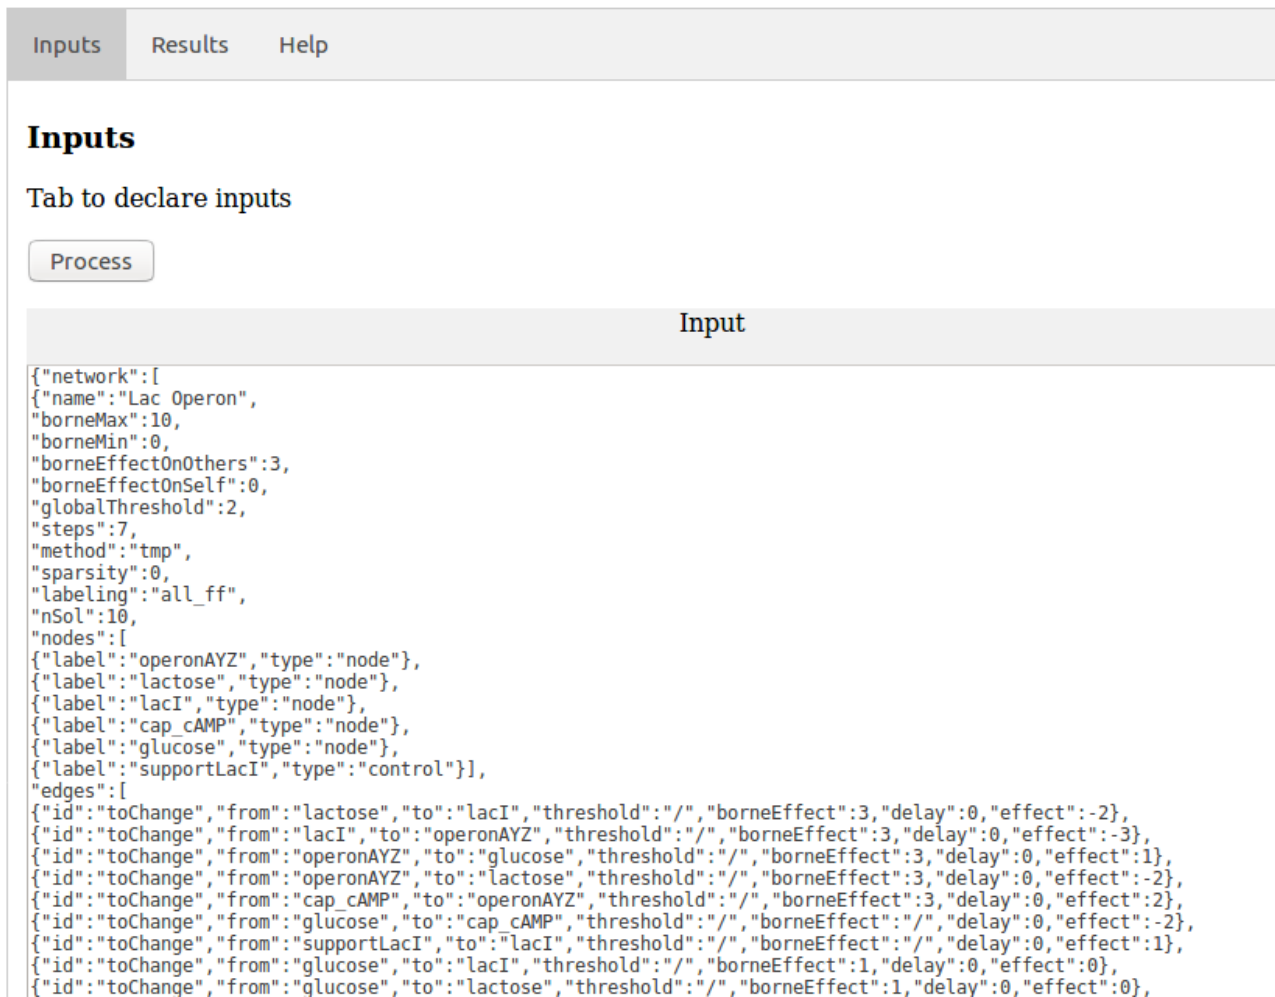 Inputs Results Help
Inputs
Tab to declare inputs
Process
Input
{"network":[
{"name":"Lac Operon",
"borneMax":10,
"borneMin":0,
"borneEffectOnOthers":3,
"borneEffectOnSelf":0,
"globalThreshold":2,
"steps":7,
"method":"tmp",
"sparsity":0,
"labeling":"all_ff",
"nSol":10,
"nodes":[
{"label":"operonAYZ","type":"node"},
{"label":"lactose","type":"node"},
{"label":"lacI","type":"node"},
{"label":"cap_cAMP","type":"node"},
{"label":"glucose","type":"node"},
{"label":"supportLacI","type":"control"}],
"edges":[
{"id":"toChange","from":"lactose","to":"lacI","threshold":"/","borneEffect":3,"delay":0,"effect":-2},
{"id":"toChange","from":"lacI","to":"operonAYZ","threshold":"/","borneEffect":3,"delay":0,"effect":-3},
{"id":"toChange","from":"operonAYZ","to":"glucose","threshold":"/","borneEffect":3,"delay":0,"effect":1},
{"id":"toChange","from":"operonAYZ","to":"lactose","threshold":"/","borneEffect":3,"delay":0,"effect":-2},
{"id":"toChange","from":"cap_cAMP","to":"operonAYZ","threshold":"/","borneEffect":3,"delay":0,"effect":2},
{"id":"toChange","from":"glucose","to":"cap_cAMP","threshold":"/","borneEffect":"/","delay":0,"effect":-2},
{"id":"toChange","from":"supportLacI","to":"lacI","threshold":"/","borneEffect":"/","delay":0,"effect":1},
{"id":"toChange","from":"glucose","to":"lacI","threshold":"/","borneEffect":1,"delay":0,"effect":0},
{"id":"toChange","from":"glucose","to":"lactose","threshold":"/","borneEffect":1,"delay":0,"effect":0},